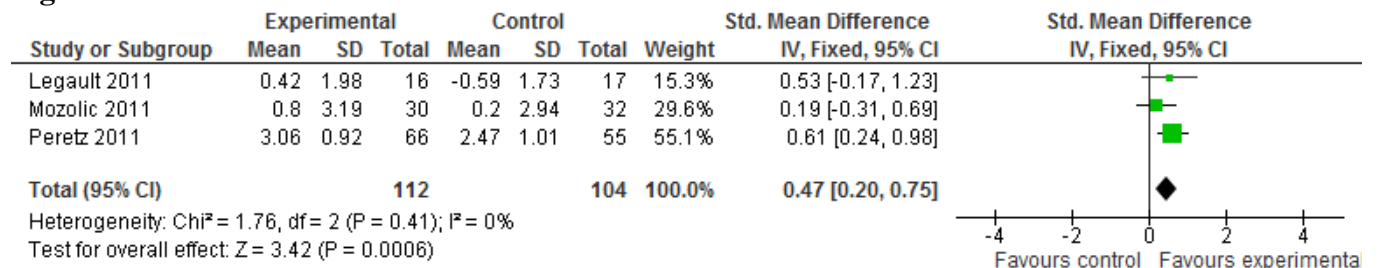 Experimental Control Std. Mean Difference Std. Mean Difference
Study or Subgroup Mean SD Total Mean SD Total Weight IV, Fixed, 95% CI IV, Fixed, 95% CI
Legault 2011 0.42 1.98 16 -0.59 1.73 17 15.3% 0.53 [-0.17, 1.23]
Mozolic 2011 0.8 3.19 30 0.2 2.94 32 29.6% 0.19 [-0.31, 0.69]
Peretz 2011 3.06 0.92 66 2.47 1.01 55 55.1% 0.61 [0.24, 0.98]
Total (95% CI) 112 104 100.0% 0.47 [0.20, 0.75]
Heterogeneity: Chi² = 1.76, df = 2 (P = 0.41); I² = 0%
Test for overall effect: Z = 3.42 (P = 0.0006)
-4 -2 0 2 4
Favours control Favours experimental